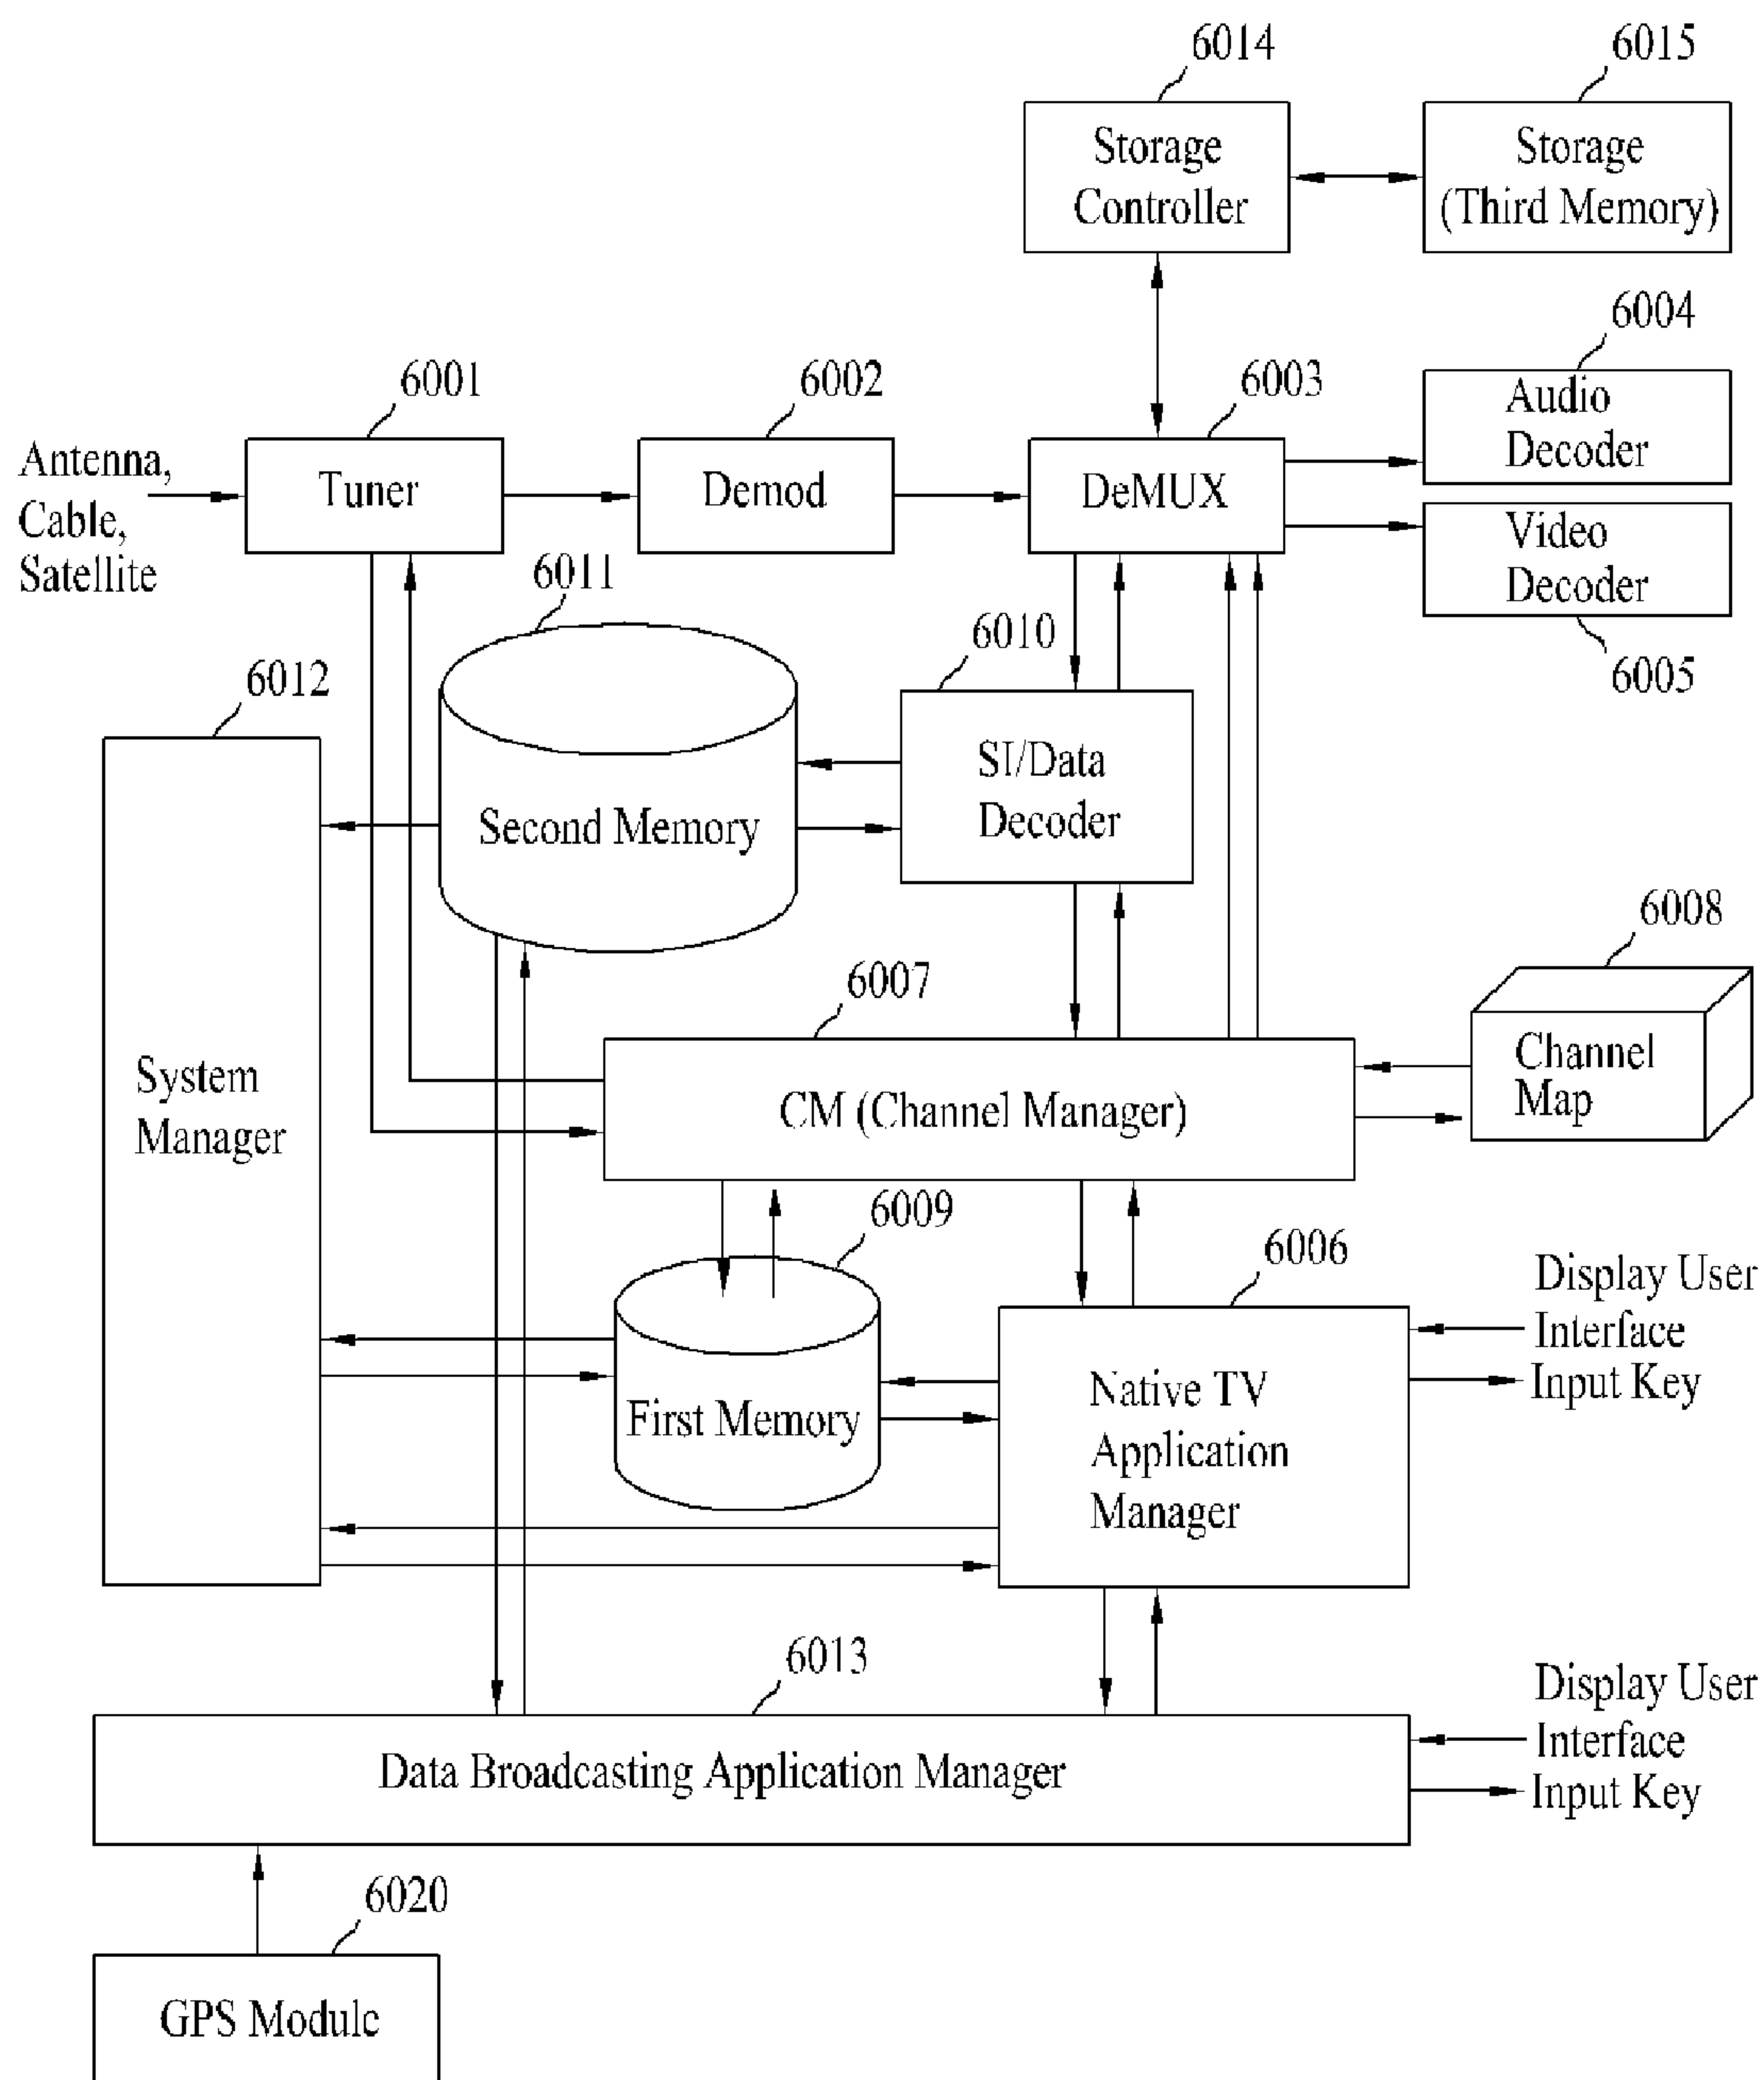 6014
6015
Storage
Controller
Storage
(Third Memory)
6004
6001
6002
6003
Audio
Decoder
Antenna,
Cable,
Satellite
Tuner
Demod
DeMUX
Video
Decoder
6005
6011
6010
6012
Second Memory
SI/Data
Decoder
System
Manager
6008
6007
CM (Channel Manager)
Channel
Map
6009
6006
First Memory
Native TV
Application
Manager
Display User
Interface
Input Key
6013
Data Broadcasting Application Manager
Display User
Interface
Input Key
6020
GPS Module